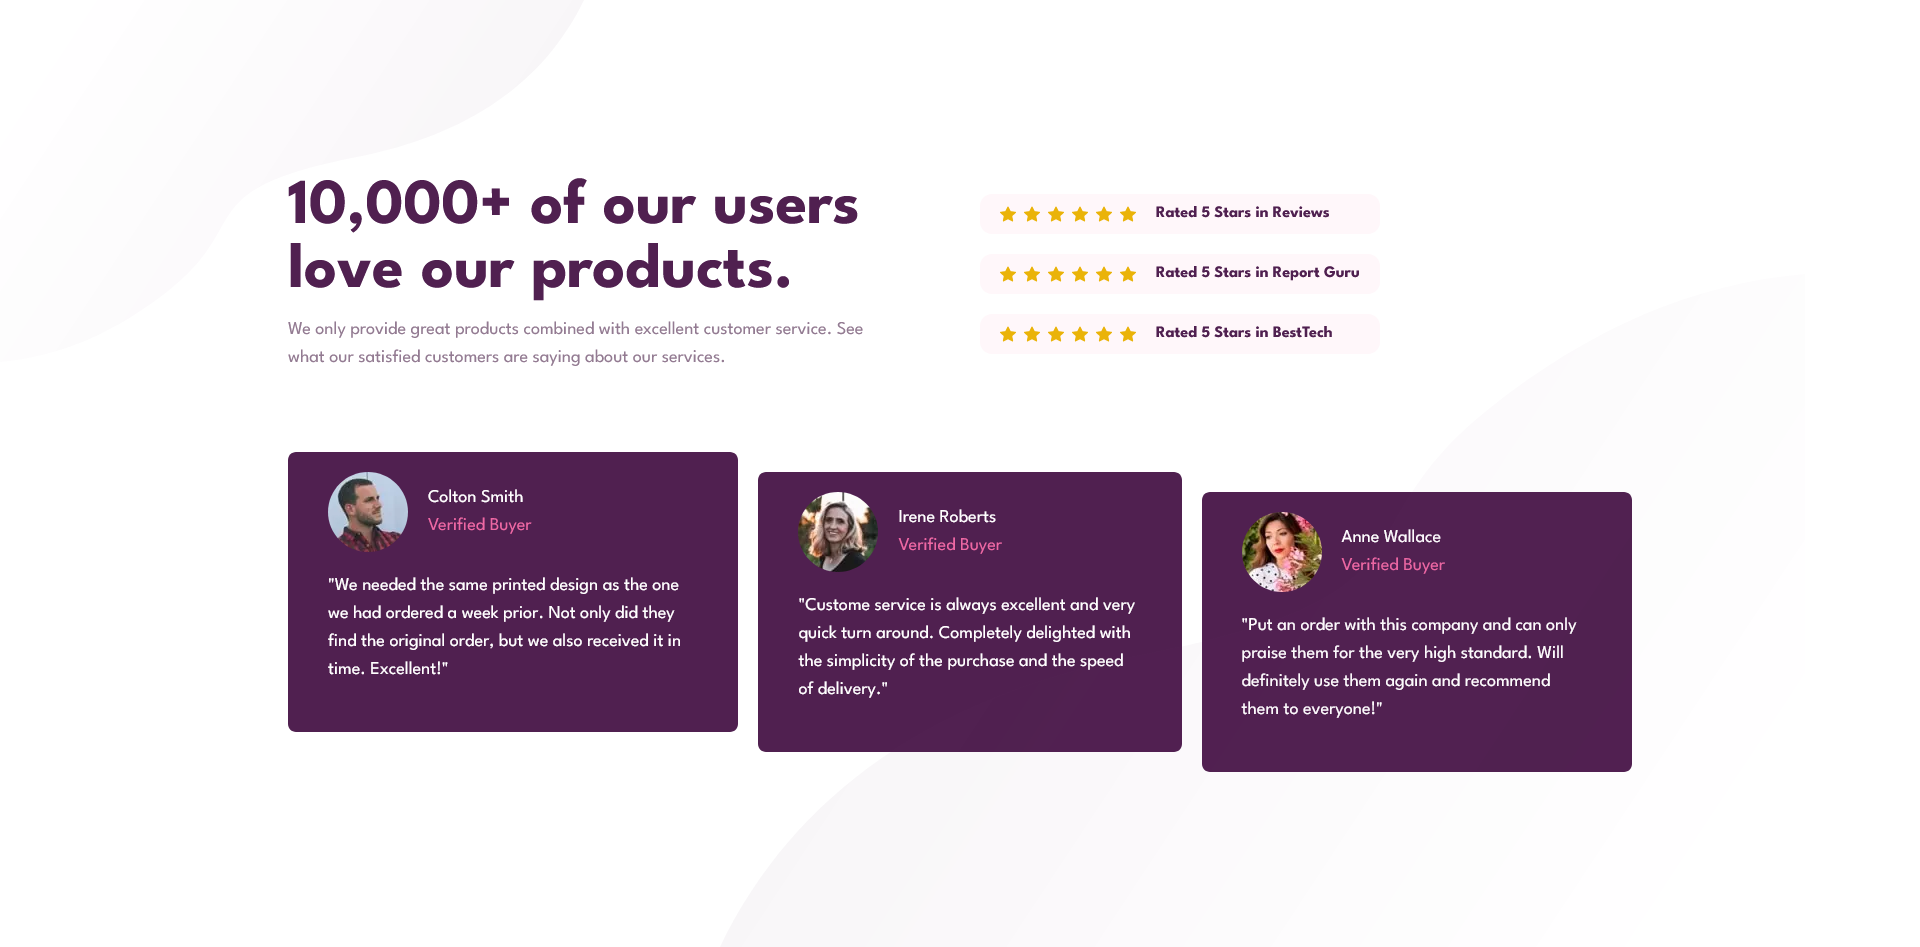 10,000+ of our users
love our products.
We only provide great products combined with excellent customer service. See
what our satisfied customers are saying about our services.
Rated 5 Stars in Reviews
Rated 5 Stars in Report Guru
Rated 5 Stars in BestTech
Colton Smith
Verified Buyer
"We needed the same printed design as the one
we had ordered a week prior. Not only did they
find the original order, but we also received it in
time. Excellent!"
Irene Roberts
Verified Buyer
"Custome service is always excellent and very
quick turn around. Completely delighted with
the simplicity of the purchase and the speed
of delivery."
Anne Wallace
Verified Buyer
"Put an order with this company and can only
praise them for the very high standard. Will
definitely use them again and recommend
them to everyone!"